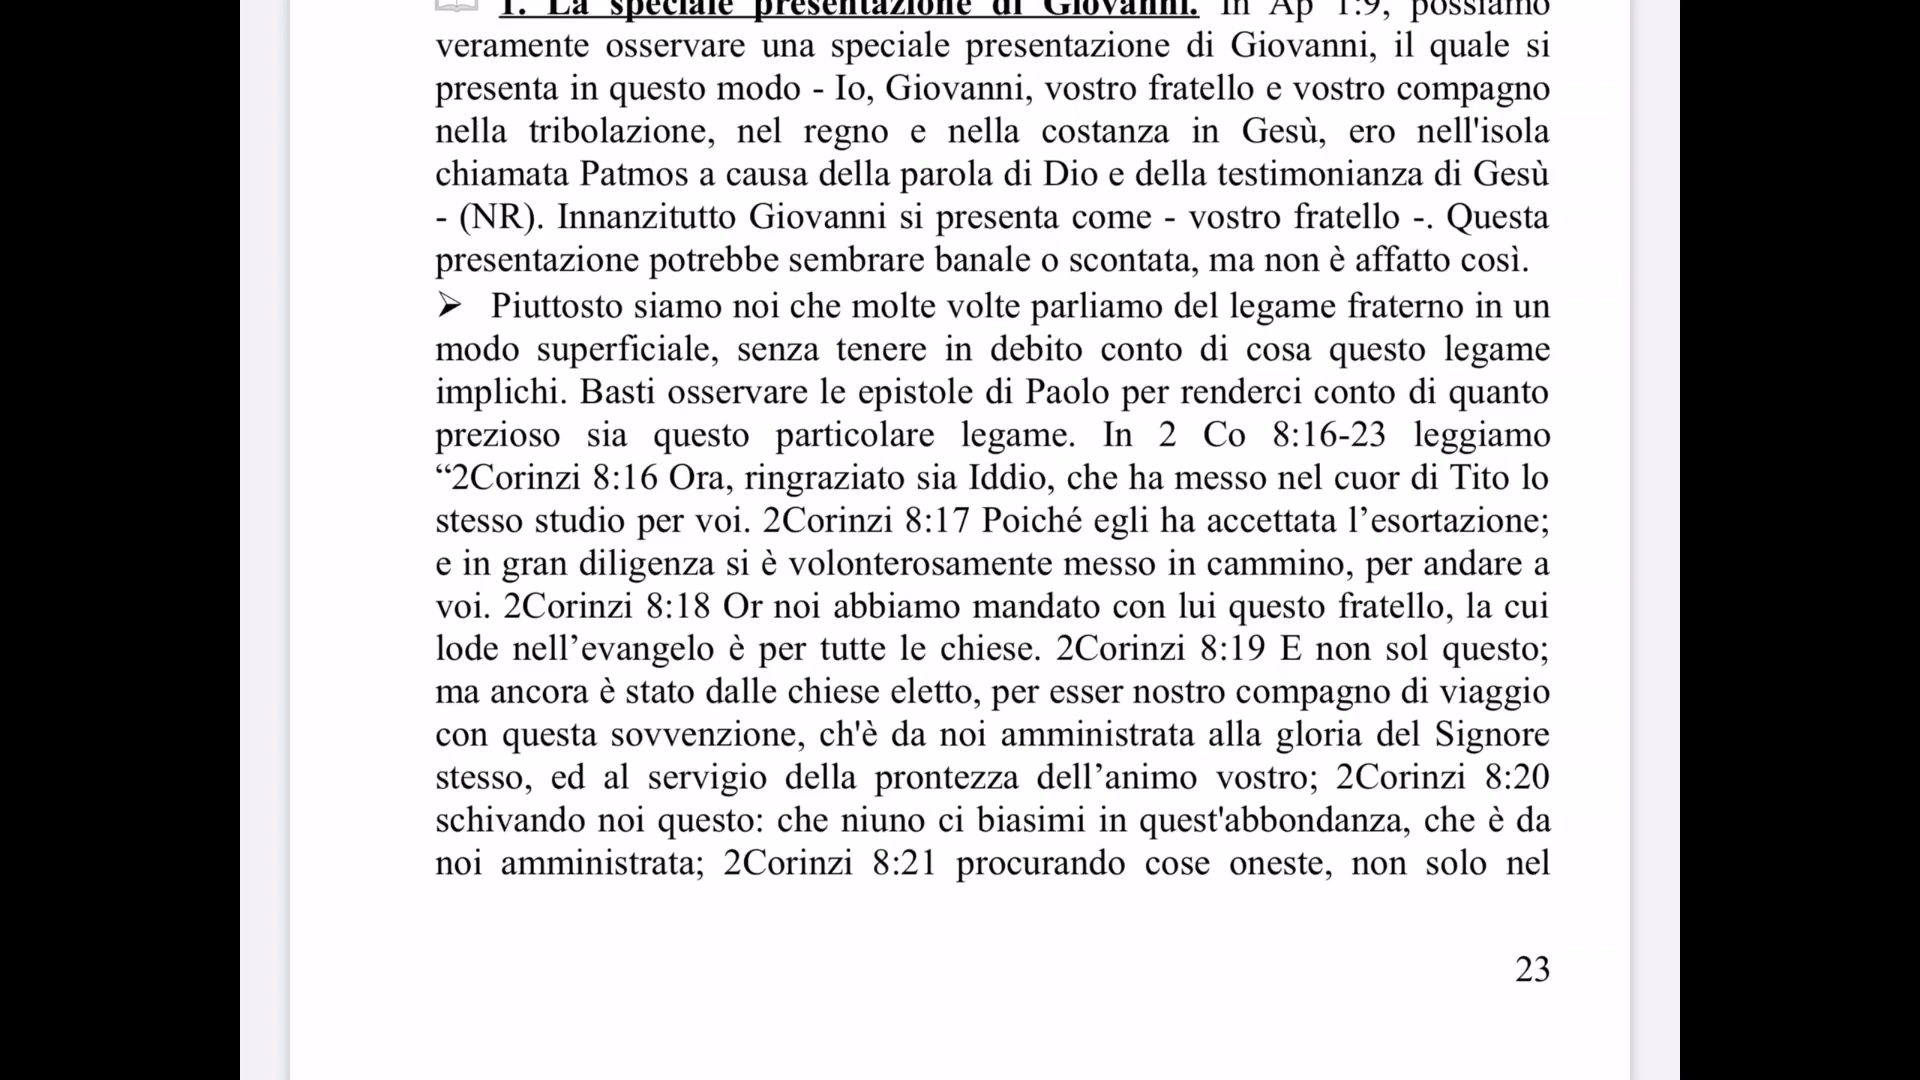 1. La speciale presentazione di Giovanni. In Ap 1:9, possiamo
veramente osservare una speciale presentazione di Giovanni, il quale si
presenta in questo modo - Io, Giovanni, vostro fratello e vostro compagno
nella tribolazione, nel regno e nella costanza in Gesù, ero nell'isola
chiamata Patmos a causa della parola di Dio e della testimonianza di Gesù
- (NR). Innanzitutto Giovanni si presenta come - vostro fratello -. Questa
presentazione potrebbe sembrare banale o scontata, ma non è affatto così.
➢ Piuttosto siamo noi che molte volte parliamo del legame fraterno in un
modo superficiale, senza tenere in debito conto di cosa questo legame
implichi. Basti osservare le epistole di Paolo per renderci conto di quanto
prezioso sia questo particolare legame. In 2 Co 8:16-23 leggiamo
“2Corinzi 8:16 Ora, ringraziato sia Iddio, che ha messo nel cuor di Tito lo
stesso studio per voi. 2Corinzi 8:17 Poiché egli ha accettata l’esortazione;
e in gran diligenza si è volonterosamente messo in cammino, per andare a
voi. 2Corinzi 8:18 Or noi abbiamo mandato con lui questo fratello, la cui
lode nell’evangelo è per tutte le chiese. 2Corinzi 8:19 E non sol questo;
ma ancora è stato dalle chiese eletto, per esser nostro compagno di viaggio
con questa sovvenzione, ch'è da noi amministrata alla gloria del Signore
stesso, ed al servigio della prontezza dell’animo vostro; 2Corinzi 8:20
schivando noi questo: che niuno ci biasimi in quest'abbondanza, che è da
noi amministrata; 2Corinzi 8:21 procurando cose oneste, non solo nel
23